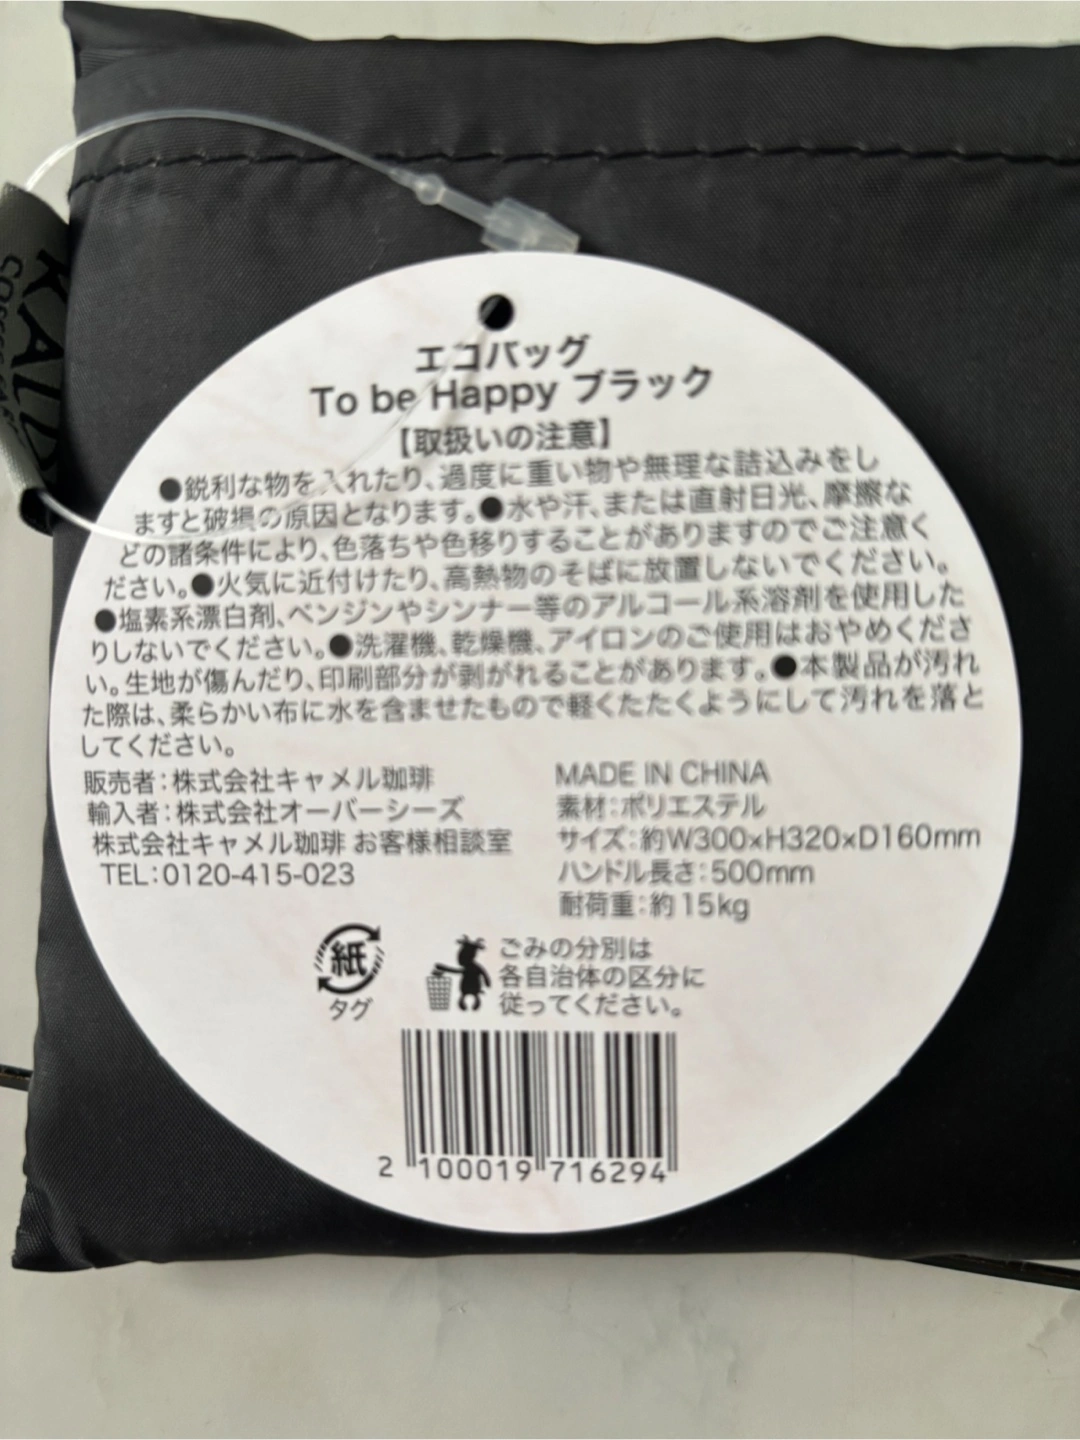 エコバッグ
To be Happy ブラック
【取扱いの注意】
●鋭利な物を入れたり、過度に重い物や無理な詰込みをし
ますと破損の原因となります。●水や汗、または直射日光、摩擦な
どの諸条件により、色落ちや色移りすることがありますのでご注意く
ださい。●火気に近付けたり、高熱物のそばに放置しないでください。
●塩素系漂白剤、ベンジンやシンナー等のアルコール系溶剤を使用した
りしないでください。●洗濯機、乾燥機、アイロンのご使用はおやめくださ
い。生地が傷んだり、印刷部分が剥がれることがあります。●本製品が汚れ
た際は、柔らかい布に水を含ませたもので軽くたたくようにして汚れを落と
してください。
販売者：株式会社キャメル珈琲
輸入者：株式会社オーバーシーズ
株式会社キャメル珈琲 お客様相談室
TEL：0120-415-023
MADE IN CHINA
素材：ポリエステル
サイズ：約W300×H320×D160mm
ハンドル長さ：500mm
耐荷重：約15kg
紙
タグ
ごみの分別は
各自治体の区分に
従ってください。
2 100019 716294
KALDI